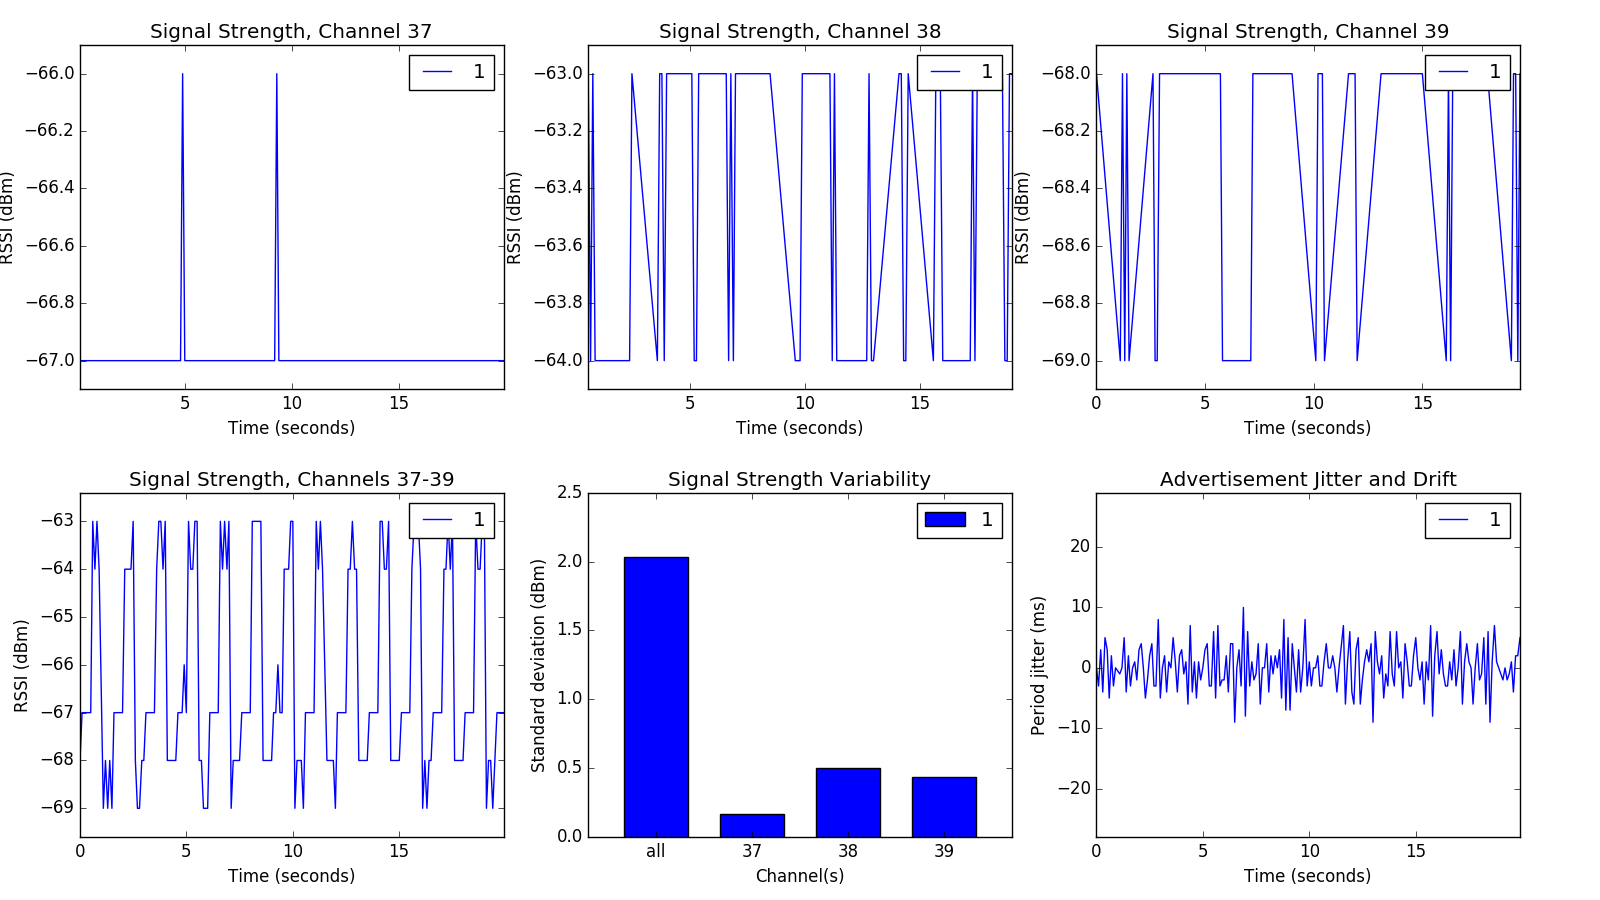 Signal Strength, Channel 37
1
−66.0
−66.2
−66.4
−66.6
−66.8
−67.0
RSSI (dBm)
5 10 15
Time (seconds)
Signal Strength, Channel 38
1
−63.0
−63.2
−63.4
−63.6
−63.8
−64.0
RSSI (dBm)
5 10 15
Time (seconds)
Signal Strength, Channel 39
1
−68.0
−68.2
−68.4
−68.6
−68.8
−69.0
RSSI (dBm)
0 5 10 15
Time (seconds)
Signal Strength, Channels 37-39
1
−63
−64
−65
−66
−67
−68
−69
RSSI (dBm)
0 5 10 15
Time (seconds)
Signal Strength Variability
1
2.5
2.0
1.5
1.0
0.5
0.0
Standard deviation (dBm)
all 37 38 39
Channel(s)
Advertisement Jitter and Drift
1
20
10
0
−10
−20
Period jitter (ms)
0 5 10 15
Time (seconds)